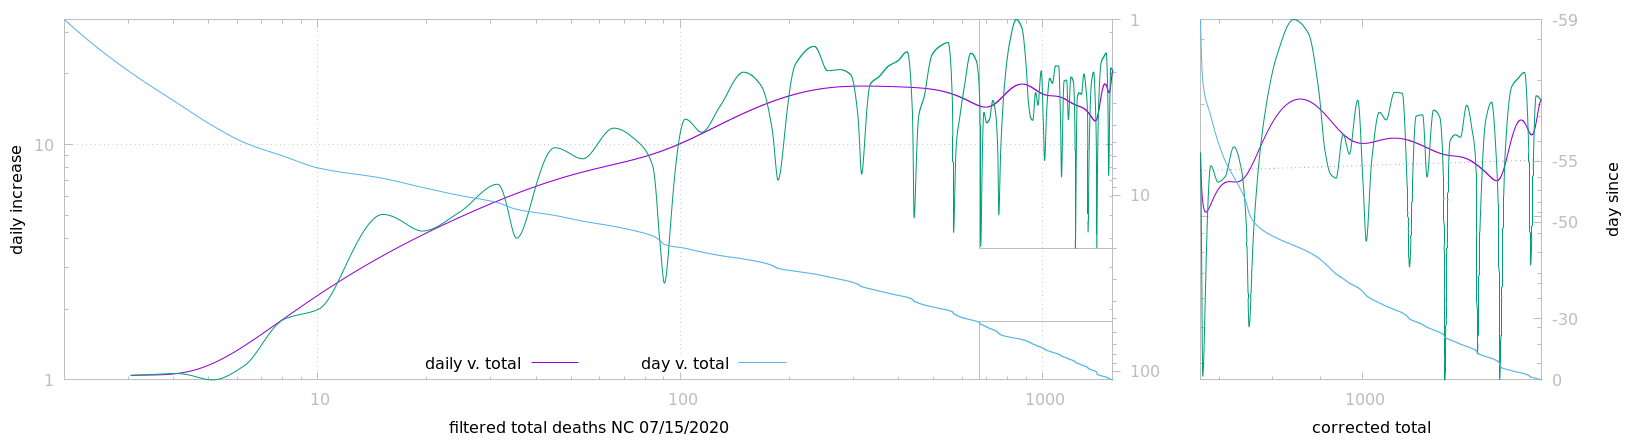 daily increase
10
1
10
100
1000
1
10
100
daily v. total
day v. total
filtered total deaths NC 07/15/2020
1000
corrected total
-59
-55
-50
-30
0
day since